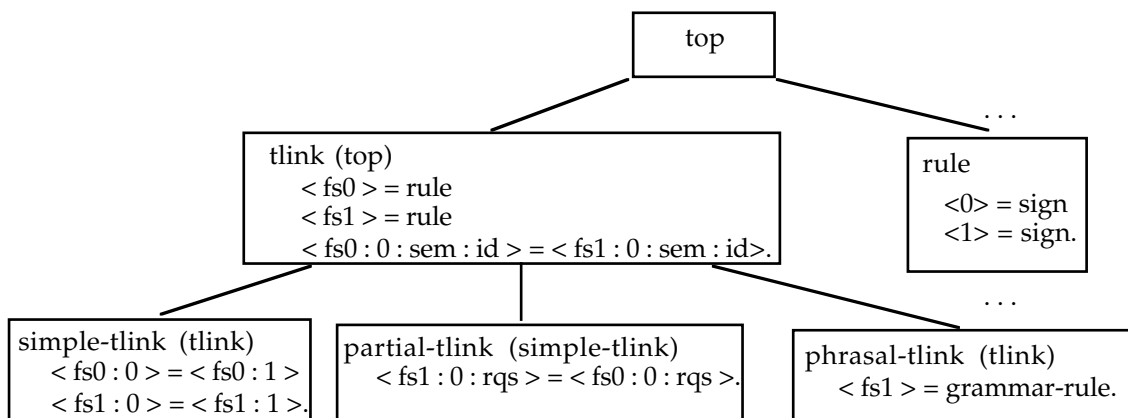 top
. . .
tlink (top)
< fs0 > = rule
< fs1 > = rule
< fs0 : 0 : sem : id > = < fs1 : 0 : sem : id>.
rule
<0> = sign
<1> = sign.
. . .
simple-tlink (tlink)
< fs0 : 0 > = < fs0 : 1 >
< fs1 : 0 > = < fs1 : 1 >.
partial-tlink (simple-tlink)
< fs1 : 0 : rqs > = < fs0 : 0 : rqs >.
phrasal-tlink (tlink)
< fs1 > = grammar-rule.